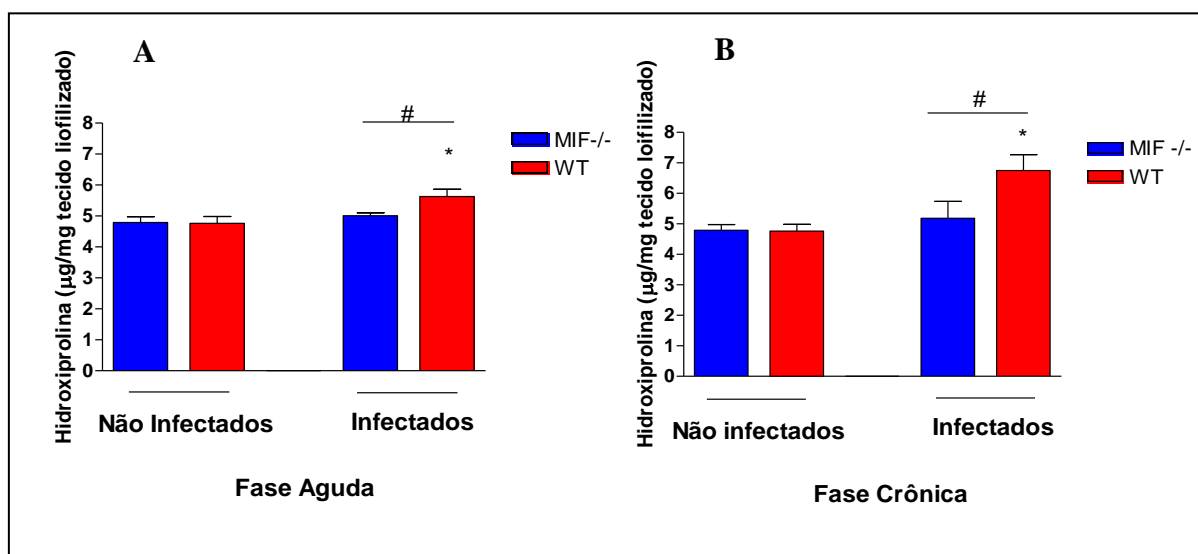 A
Hidroxiprolina (µg/mg tecido liofilizado)
8
7
6
5
4
3
2
1
0
#
*
MIF-/-
WT
Não Infectados
Infectados
Fase Aguda
B
Hidroxiprolina (µg/mg tecido loifilizado)
8
7
6
5
4
3
2
1
0
#
*
MIF -/-
WT
Não infectados
Infectados
Fase Crônica